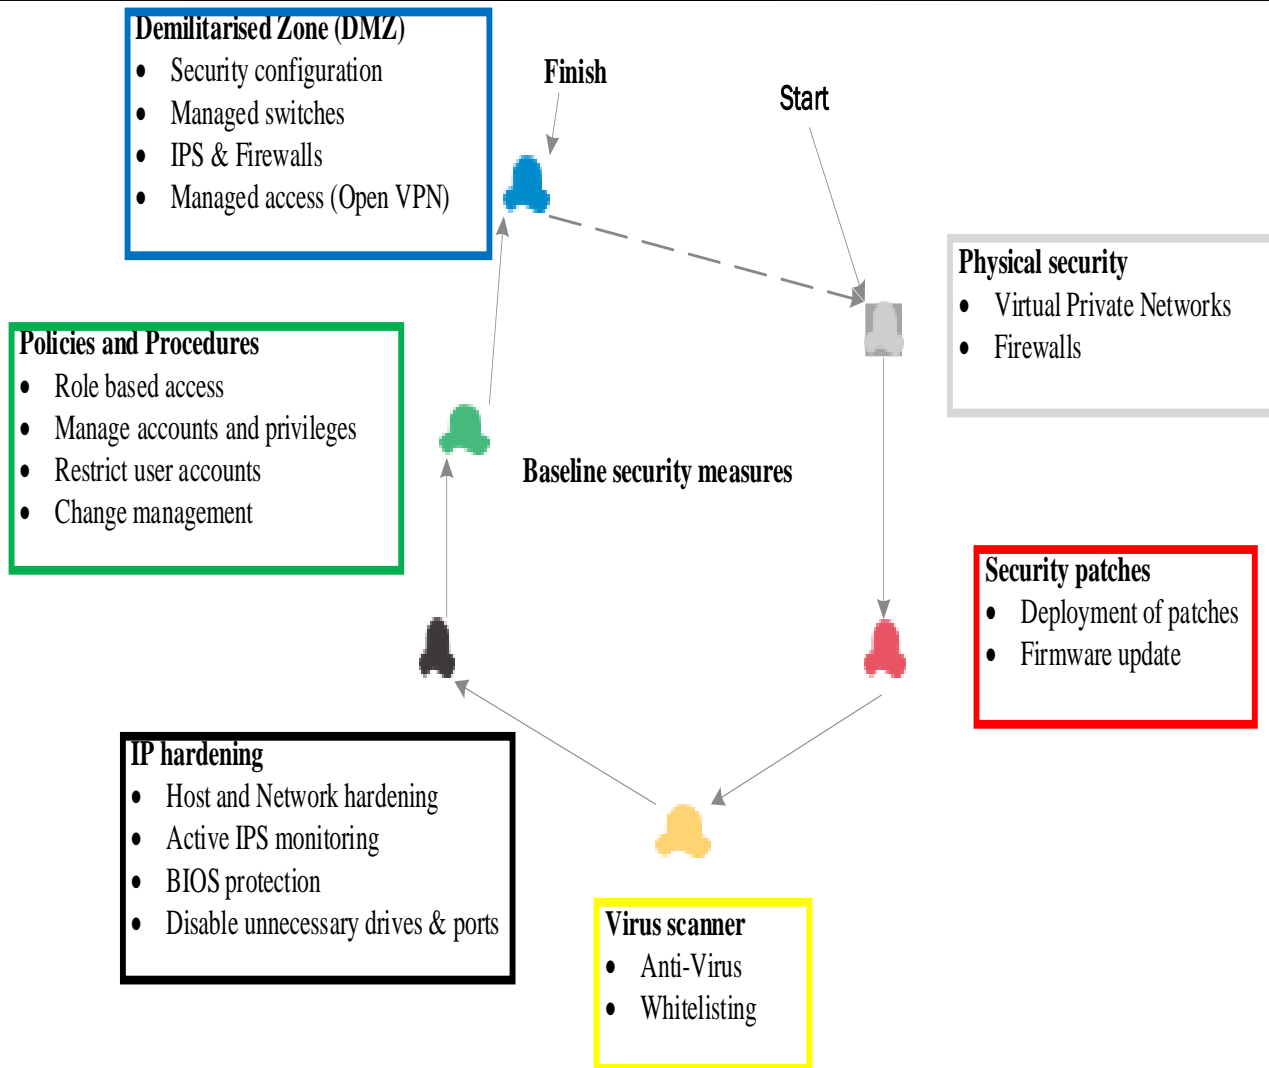 Demilitarised Zone (DMZ)
• Security configuration
• Managed switches
• IPS & Firewalls
• Managed access (Open VPN)
Finish
Start
Physical security
• Virtual Private Networks
• Firewalls
Policies and Procedures
• Role based access
• Manage accounts and privileges
• Restrict user accounts
• Change management
Baseline security measures
Security patches
• Deployment of patches
• Firmware update
IP hardening
• Host and Network hardening
• Active IPS monitoring
• BIOS protection
• Disable unnecessary drives & ports
Virus scanner
• Anti-Virus
• Whitelisting